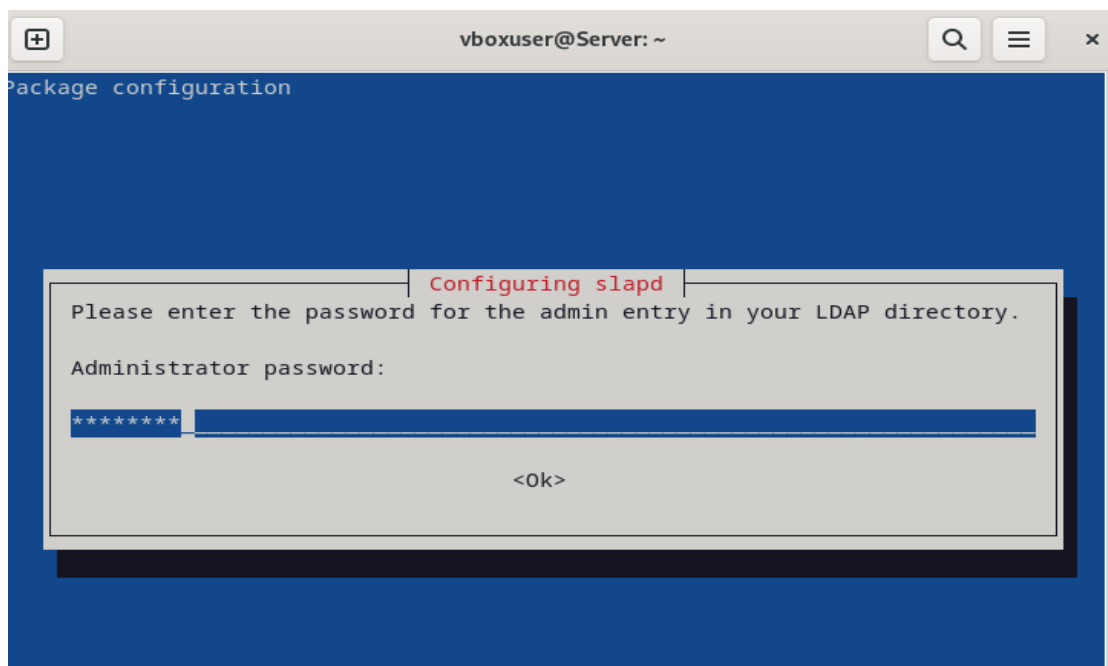 vboxuser@Server: ~
Package configuration
Configuring slapd
Please enter the password for the admin entry in your LDAP directory.
Administrator password:
********
<Ok>